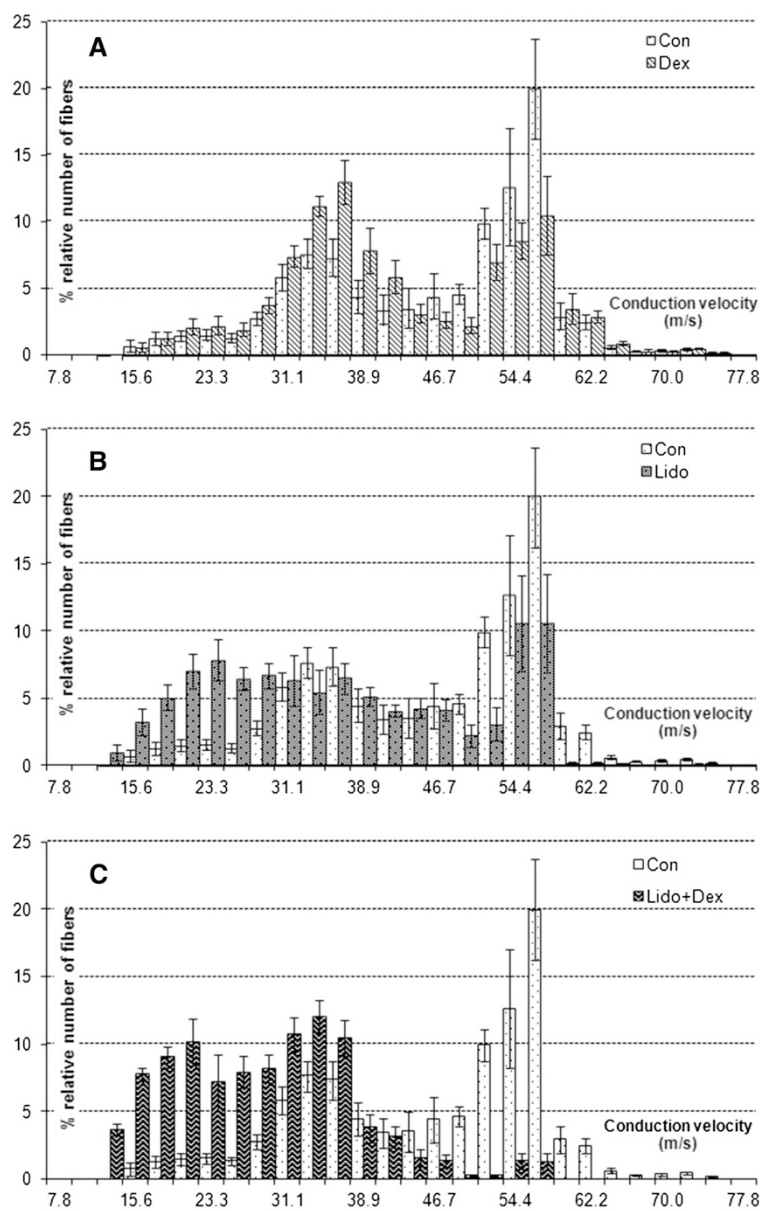 25
A
Con
Dex
20
15
10
5
0
% relative number of fibers
Conduction velocity
(m/s)
7.8 15.6 23.3 31.1 38.9 46.7 54.4 62.2 70.0 77.8
25
B
Con
Lido
20
15
10
5
0
% relative number of fibers
Conduction velocity
(m/s)
7.8 15.6 23.3 31.1 38.9 46.7 54.4 62.2 70.0 77.8
25
C
Con
Lido+Dex
20
15
10
5
0
% relative number of fibers
Conduction velocity
(m/s)
7.8 15.6 23.3 31.1 38.9 46.7 54.4 62.2 70.0 77.8